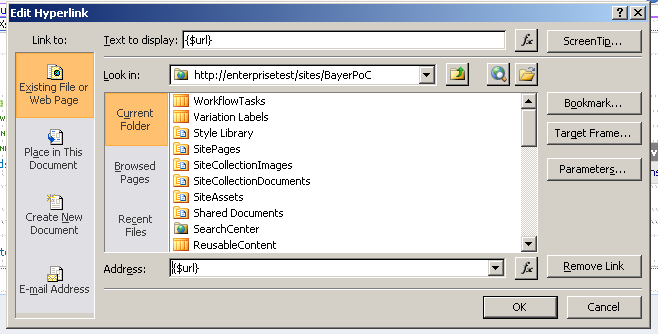 Edit Hyperlink
Link to:
Text to display: {$url}
ScreenTip...
Existing File or
Web Page
Look in: http://enterprisetest/sites/BayerPoC
Current
Folder
WorkflowTasks
Variation Labels
Style Library
SitePages
SiteCollectionImages
SiteCollectionDocuments
SiteAssets
Shared Documents
SearchCenter
ReusableContent
Bookmark...
Target Frame...
Parameters...
Place in This
Document
Browsed
Pages
Create New
Document
Recent
Files
E-mail Address
Address: {$url}
Remove Link
OK
Cancel